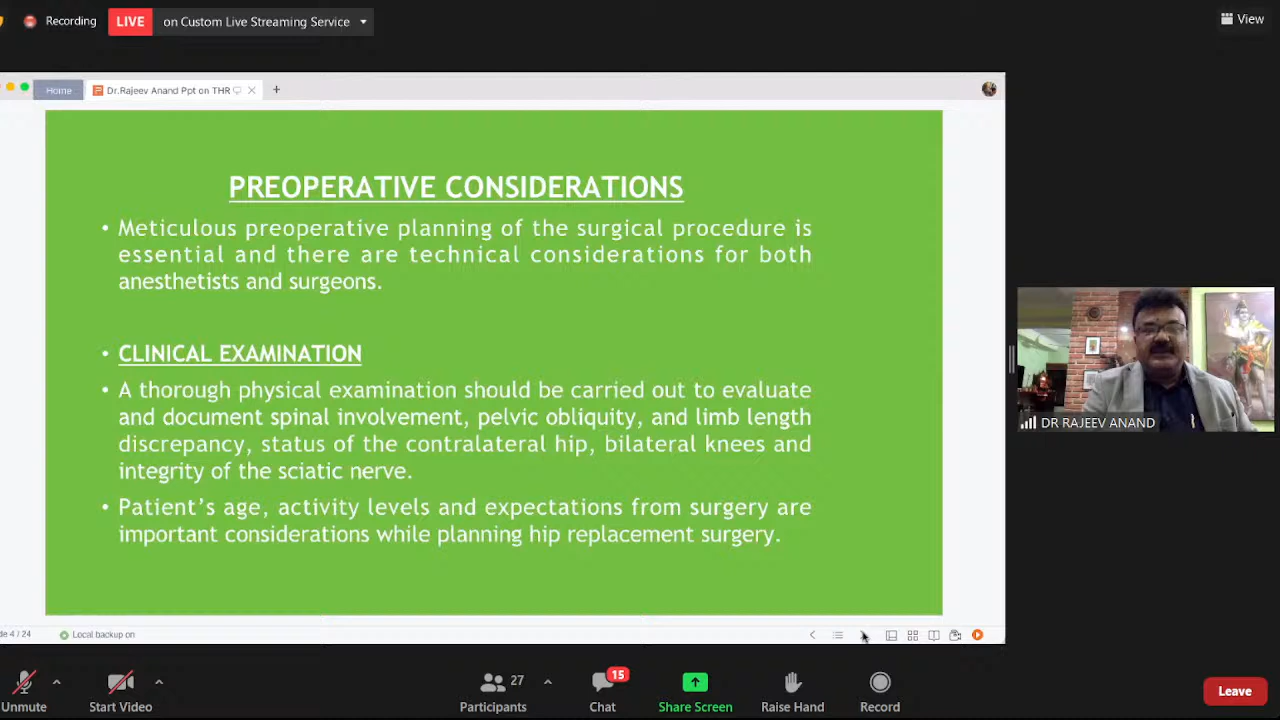 Recording
LIVE
on Custom Live Streaming Service
View
Home
Dr.Rajeev Anand Ppt on THR
PREOPERATIVE CONSIDERATIONS
• Meticulous preoperative planning of the surgical procedure is
essential and there are technical considerations for both
anesthetists and surgeons.
• CLINICAL EXAMINATION
• A thorough physical examination should be carried out to evaluate
and document spinal involvement, pelvic obliquity, and limb length
discrepancy, status of the contralateral hip, bilateral knees and
integrity of the sciatic nerve.
• Patient's age, activity levels and expectations from surgery are
important considerations while planning hip replacement surgery.
DR RAJEEV ANAND
de 4 / 24
Local backup on
27
15
Unmute
Start Video
Participants
Chat
Share Screen
Raise Hand
Record
Leave